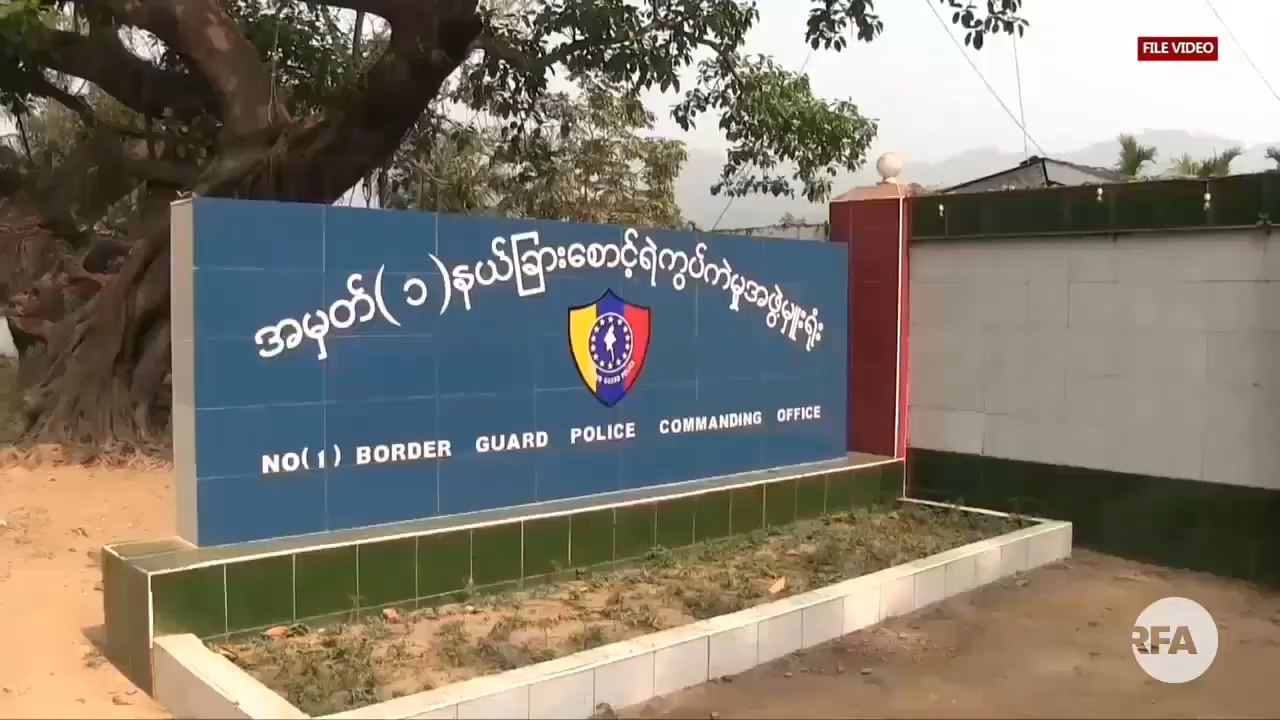 FILE VIDEO
အမှတ်(၁)နယ်ခြားစောင့်ရဲကွပ်ကဲမှုအဖွဲ့မှူးရုံး
NO(1) BORDER GUARD POLICE COMMANDING OFFICE
RFA